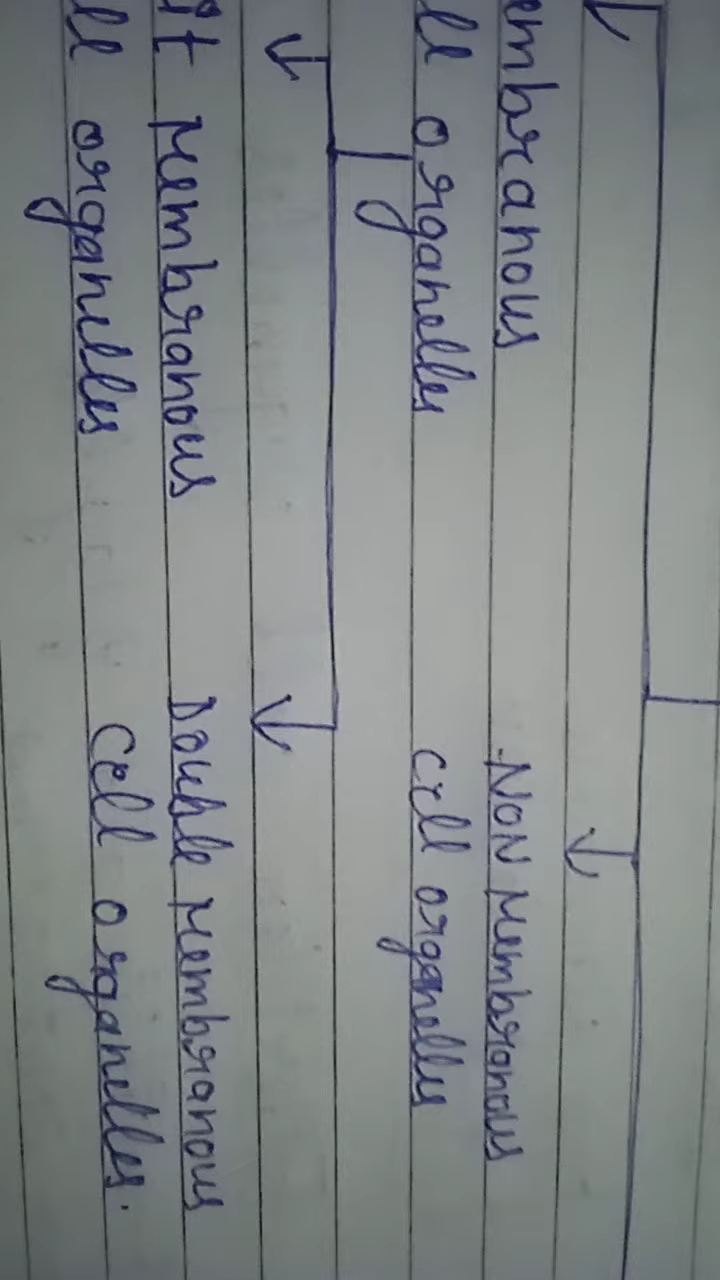 embranous NON Membranous
ll organelles cell organelles
it Membranous Double Membranous
ll organelles cell organelles.